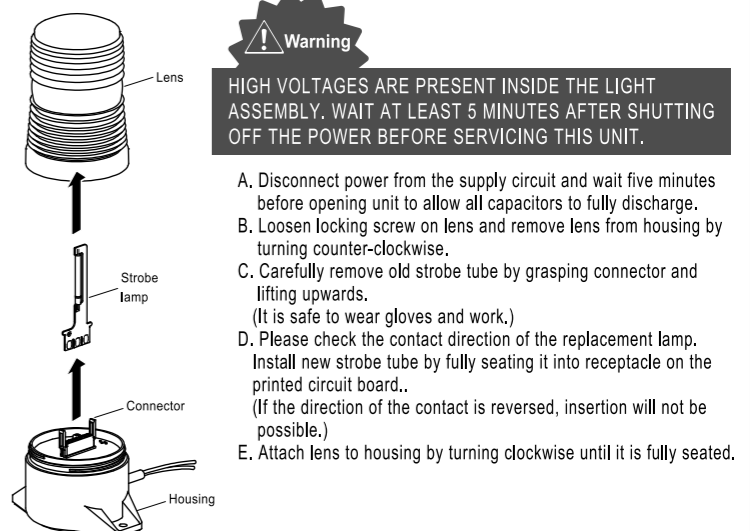 Warning
HIGH VOLTAGES ARE PRESENT INSIDE THE LIGHT
ASSEMBLY. WAIT AT LEAST 5 MINUTES AFTER SHUTTING
OFF THE POWER BEFORE SERVICING THIS UNIT.
Lens
Strobe
lamp
Connector
Housing
A. Disconnect power from the supply circuit and wait five minutes
before opening unit to allow all capacitors to fully discharge.
B. Loosen locking screw on lens and remove lens from housing by
turning counter-clockwise.
C. Carefully remove old strobe tube by grasping connector and
lifting upwards.
(It is safe to wear gloves and work.)
D. Please check the contact direction of the replacement lamp.
Install new strobe tube by fully seating it into receptacle on the
printed circuit board..
(If the direction of the contact is reversed, insertion will not be
possible.)
E. Attach lens to housing by turning clockwise until it is fully seated.